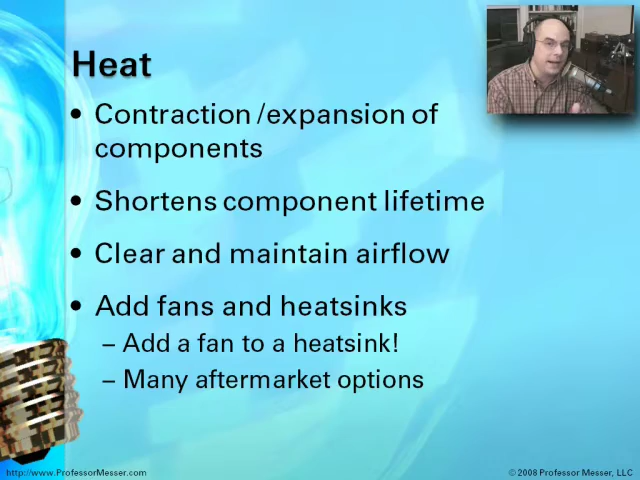 Heat
• Contraction /expansion of
components
• Shortens component lifetime
• Clear and maintain airflow
• Add fans and heatsinks
– Add a fan to a heatsink!
– Many aftermarket options
http://www.ProfessorMesser.com
© 2008 Professor Messer, LLC